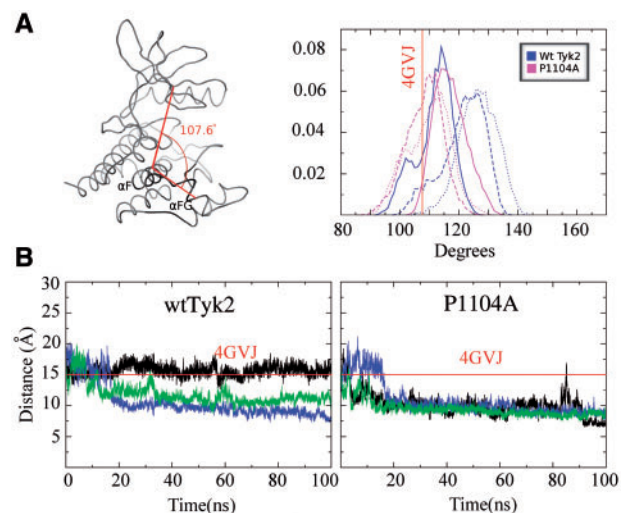 A
107.6°
αF
αFG
0.08
0.06
0.04
0.02
4GVJ
Wt Tyk2
P1104A
80 100 120 140 160
Degrees
B
Distance (Å)
30
25
20
15
10
5
wtTyk2
4GVJ
0 20 40 60 80 100
Time(ns)
P1104A
4GVJ
0 20 40 60 80 100
Time(ns)